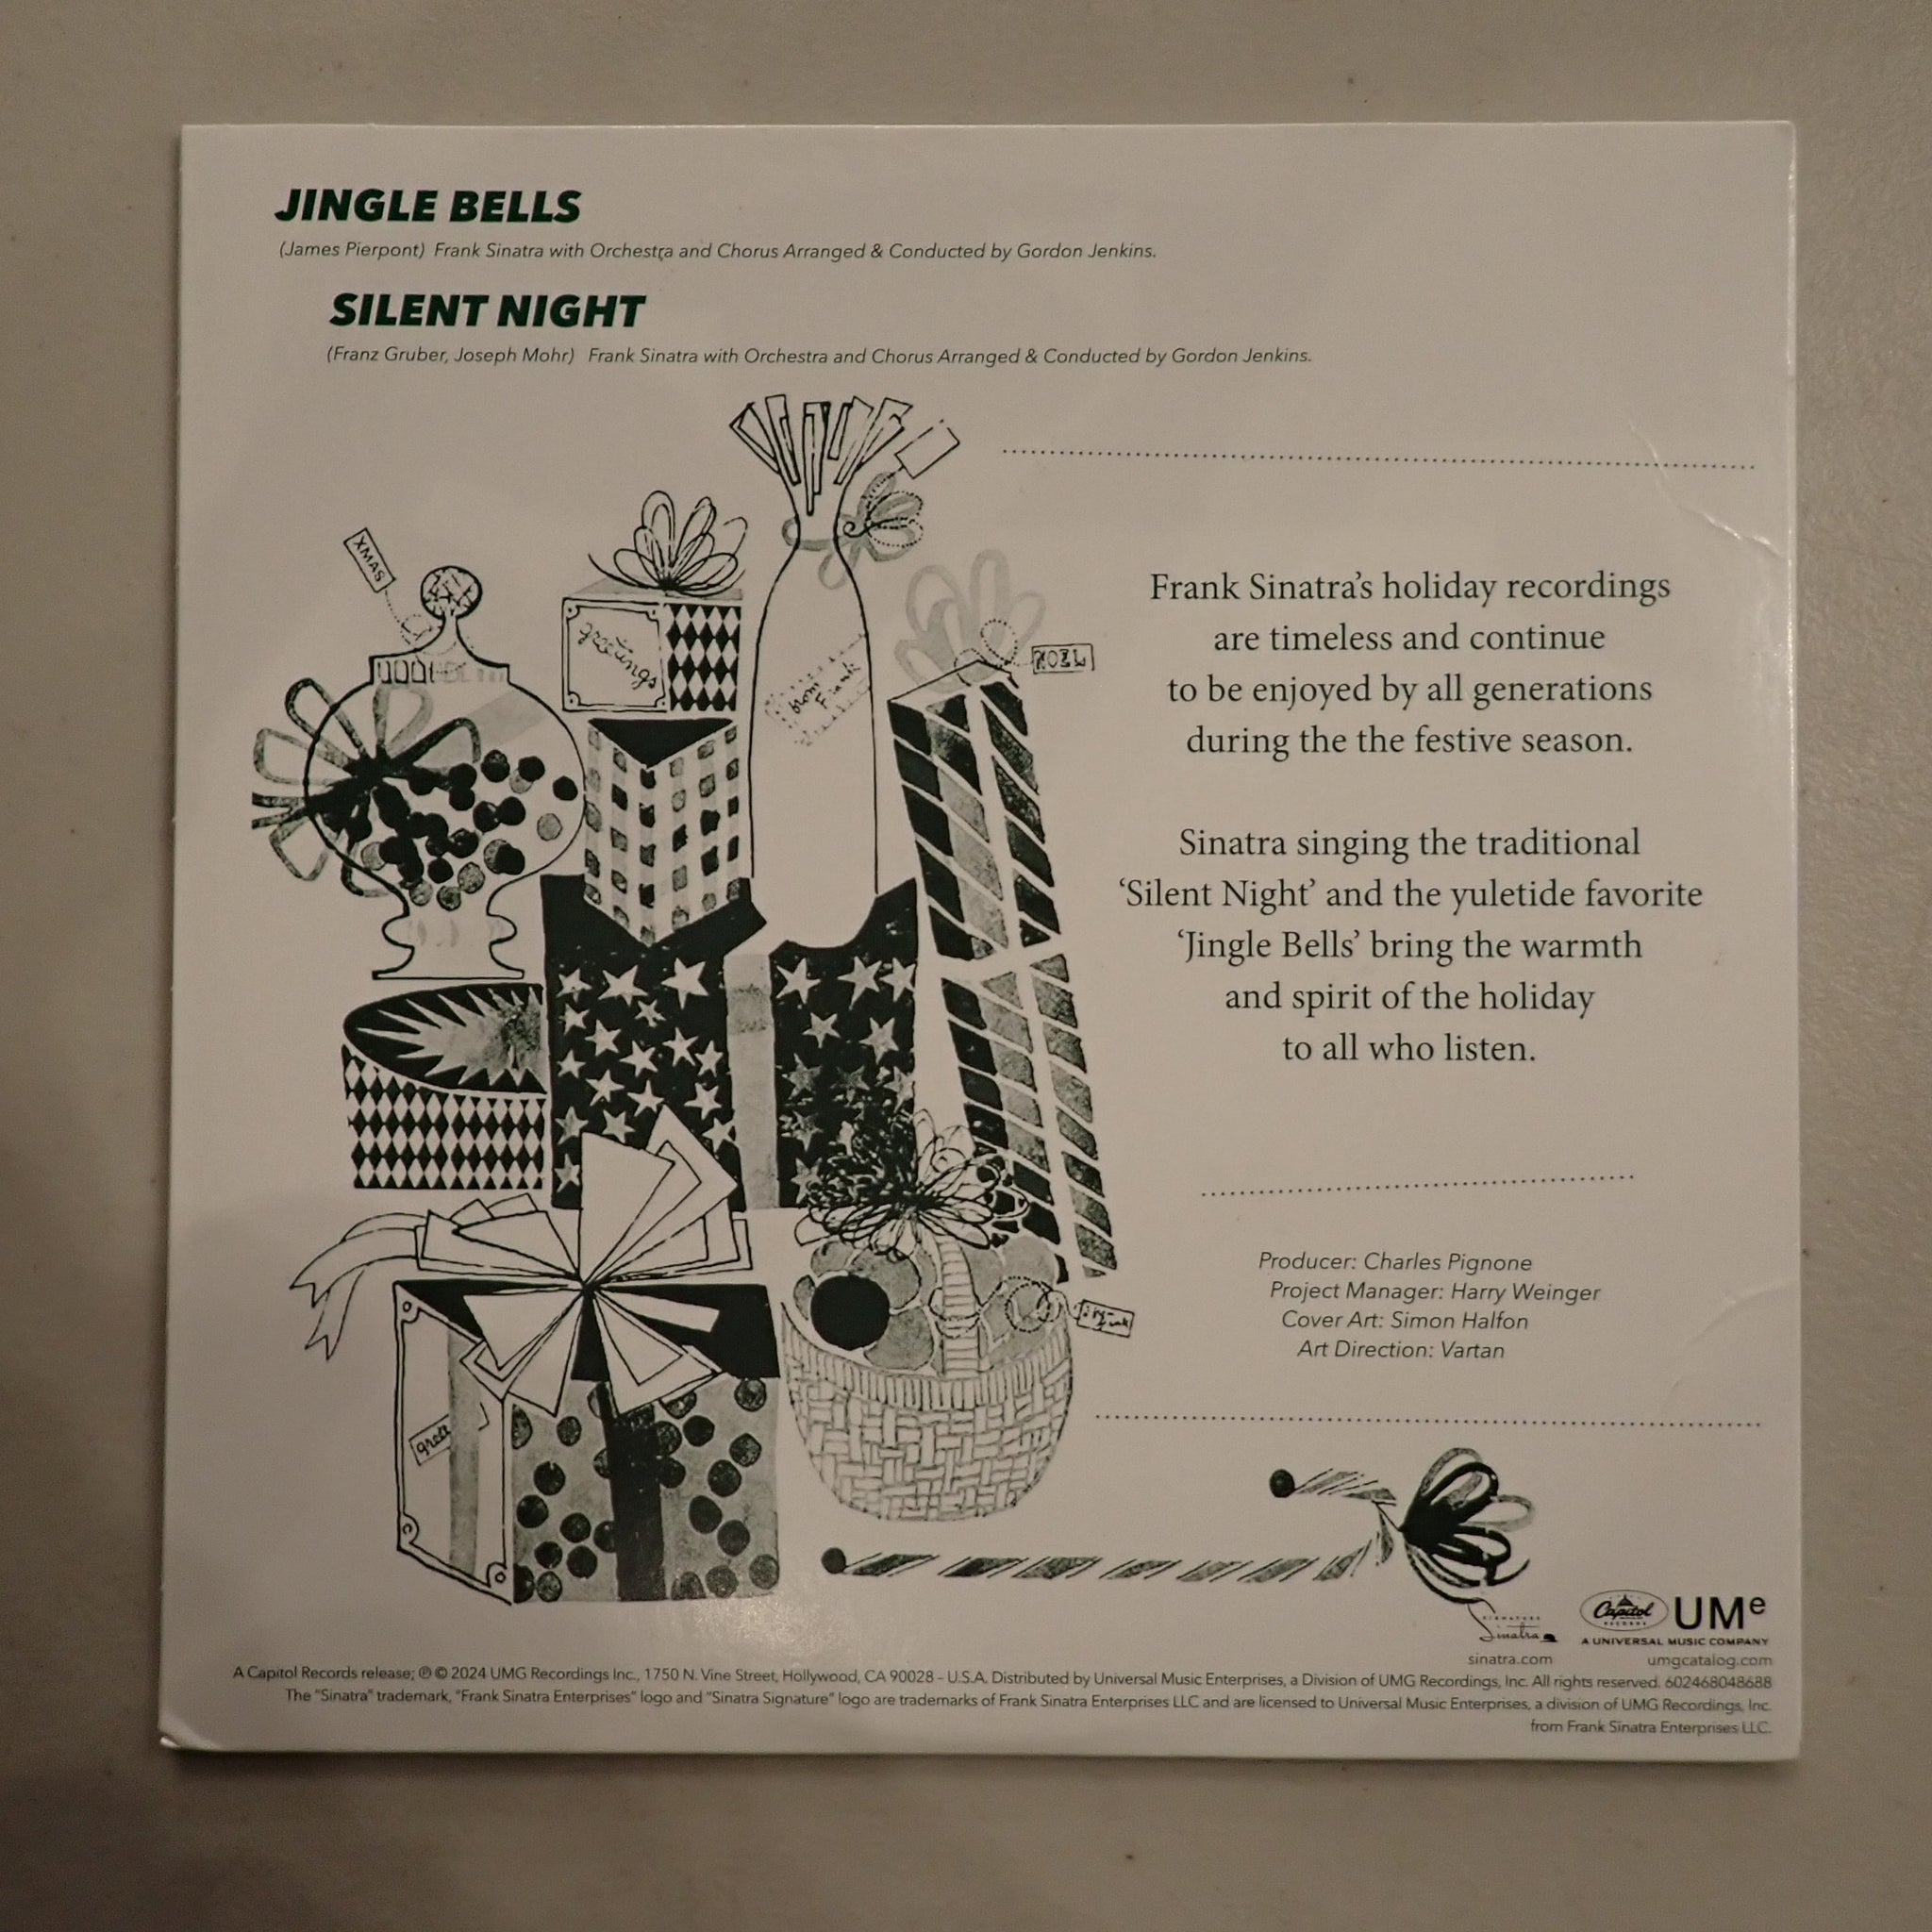 JINGLE BELLS
(James Pierpont) Frank Sinatra with Orchestra and Chorus Arranged & Conducted by Gordon Jenkins.
SILENT NIGHT
(Franz Gruber, Joseph Mohr) Frank Sinatra with Orchestra and Chorus Arranged & Conducted by Gordon Jenkins.
XMAS
greetings
from
Frank
NOEL
Frank Sinatra’s holiday recordings
are timeless and continue
to be enjoyed by all generations
during the the festive season.
Sinatra singing the traditional
‘Silent Night’ and the yuletide favorite
‘Jingle Bells’ bring the warmth
and spirit of the holiday
to all who listen.
Producer: Charles Pignone
Project Manager: Harry Weinger
Cover Art: Simon Halfon
Art Direction: Vartan
greet
SIGNATURE
Sinatra
sinatra.com
Capitol
RECORDS
UMe
A UNIVERSAL MUSIC COMPANY
umgcatalog.com
A Capitol Records release; ℗ © 2024 UMG Recordings Inc., 1750 N. Vine Street, Hollywood, CA 90028 - U.S.A. Distributed by Universal Music Enterprises, a Division of UMG Recordings, Inc. All rights reserved. 602468048688
The "Sinatra" trademark, "Frank Sinatra Enterprises" logo and "Sinatra Signature" logo are trademarks of Frank Sinatra Enterprises LLC and are licensed to Universal Music Enterprises, a division of UMG Recordings, Inc.
from Frank Sinatra Enterprises LLC.